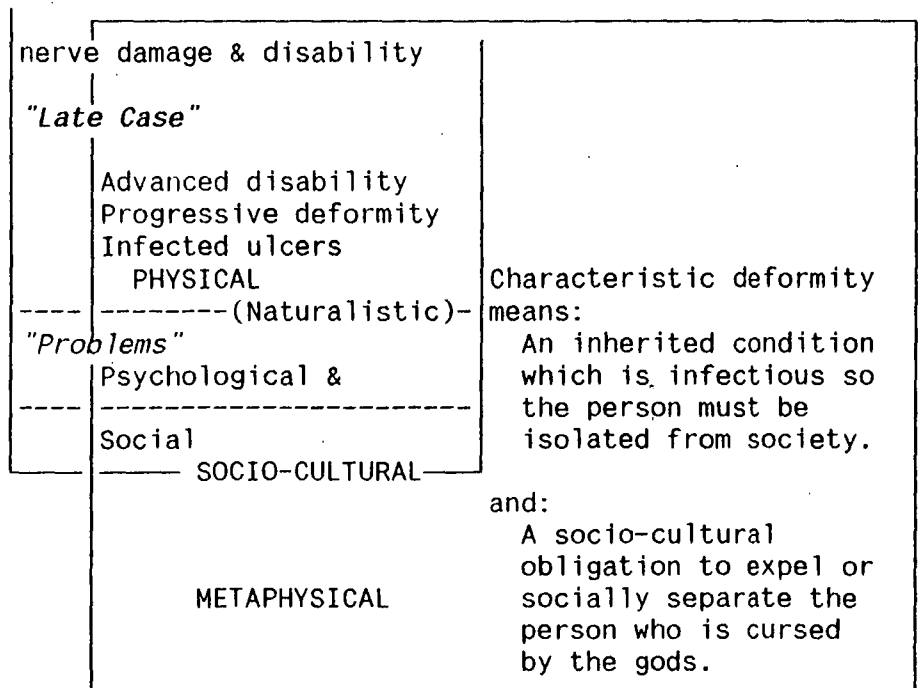 nerve damage & disability
"Late Case"
Advanced disability
Progressive deformity
Infected ulcers
PHYSICAL
(Naturalistic)
"Problems"
Psychological &
Social
SOCIO-CULTURAL
METAPHYSICAL
Characteristic deformity
means:
An inherited condition
which is infectious so
the person must be
isolated from society.
and:
A socio-cultural
obligation to expel or
socially separate the
person who is cursed
by the gods.